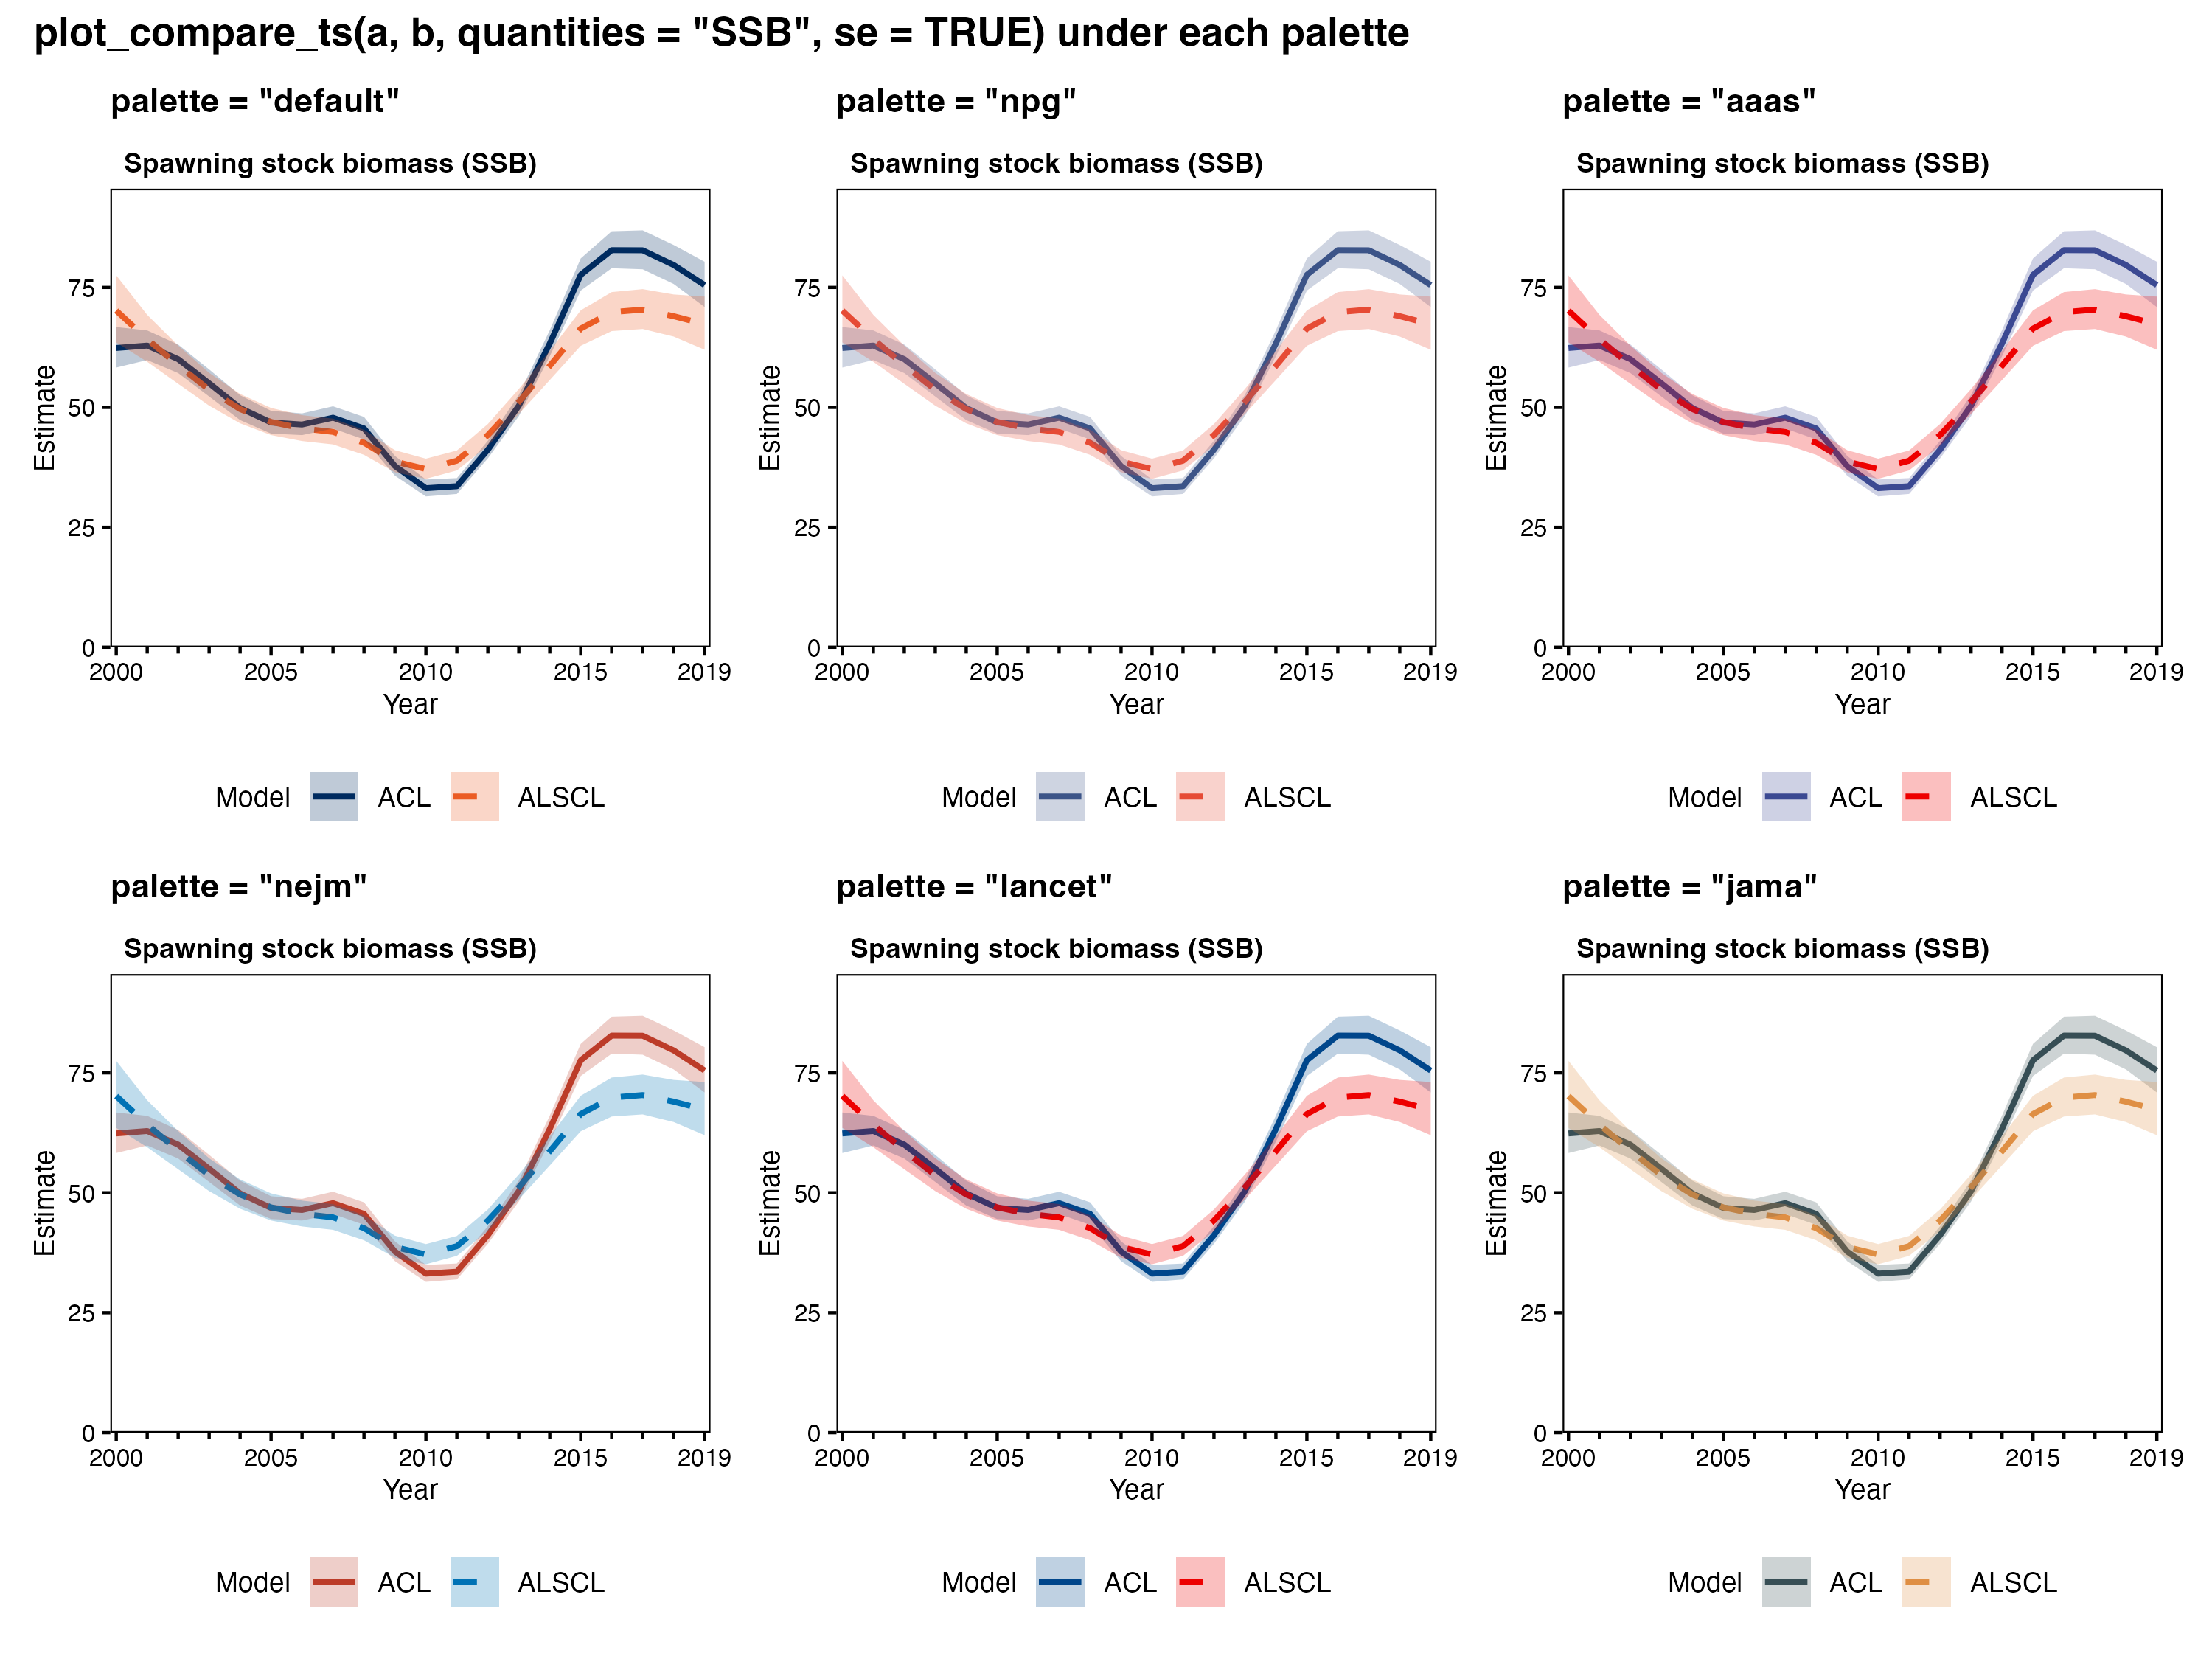 plot_compare_ts(a, b, quantities = "SSB", se = TRUE) under each palette
palette = "default"
Spawning stock biomass (SSB)
Estimate
75
50
25
0
2000 2005 2010 2015 2019
Year
Model ACL ALSCL
palette = "npg"
Spawning stock biomass (SSB)
Estimate
75
50
25
0
2000 2005 2010 2015 2019
Year
Model ACL ALSCL
palette = "aaas"
Spawning stock biomass (SSB)
Estimate
75
50
25
0
2000 2005 2010 2015 2019
Year
Model ACL ALSCL
palette = "nejm"
Spawning stock biomass (SSB)
Estimate
75
50
25
0
2000 2005 2010 2015 2019
Year
Model ACL ALSCL
palette = "lancet"
Spawning stock biomass (SSB)
Estimate
75
50
25
0
2000 2005 2010 2015 2019
Year
Model ACL ALSCL
palette = "jama"
Spawning stock biomass (SSB)
Estimate
75
50
25
0
2000 2005 2010 2015 2019
Year
Model ACL ALSCL